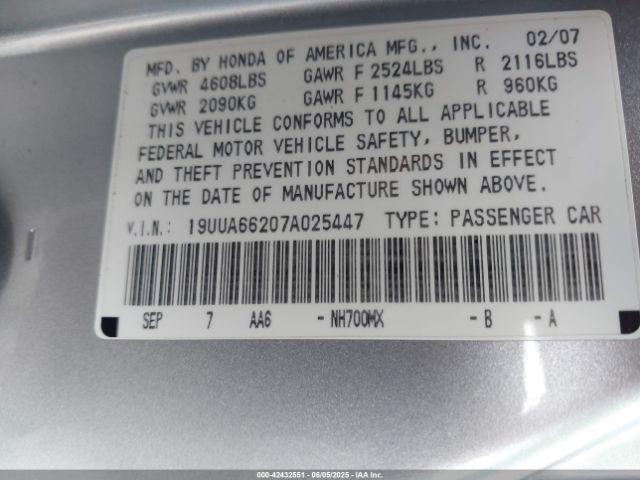 MFD. BY HONDA OF AMERICA MFG., INC. 02/07
GVWR 4608LBS GAWR F 2524LBS R 2116LBS
GVWR 2090KG GAWR F 1145KG R 960KG
THIS VEHICLE CONFORMS TO ALL APPLICABLE
FEDERAL MOTOR VEHICLE SAFETY, BUMPER,
AND THEFT PREVENTION STANDARDS IN EFFECT
ON THE DATE OF MANUFACTURE SHOWN ABOVE.
V.I.N.: 19UUA66207A025447 TYPE: PASSENGER CAR
SEP 7 AA6 - NH700MX - B - A
000-42432551 - 06/05/2025 - IAA Inc.